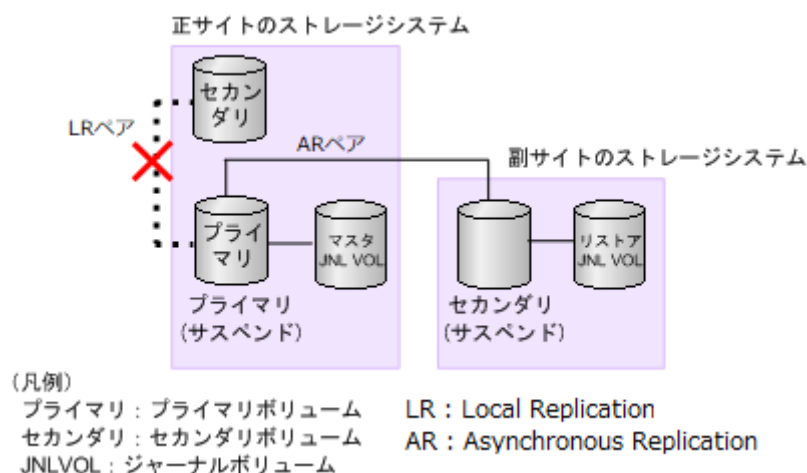 正サイトのストレージシステム
セカン
ダリ
LRペア
ARペア
副サイトのストレージシステム
プライ
マリ
マスタ
JNL VOL
リストア
JNL VOL
プライマリ
(サスペンド)
セカンダリ
(サスペンド)
(凡例)
プライマリ：プライマリボリューム
セカンダリ：セカンダリボリューム
JNLVOL：ジャーナルボリューム
LR : Local Replication
AR : Asynchronous Replication